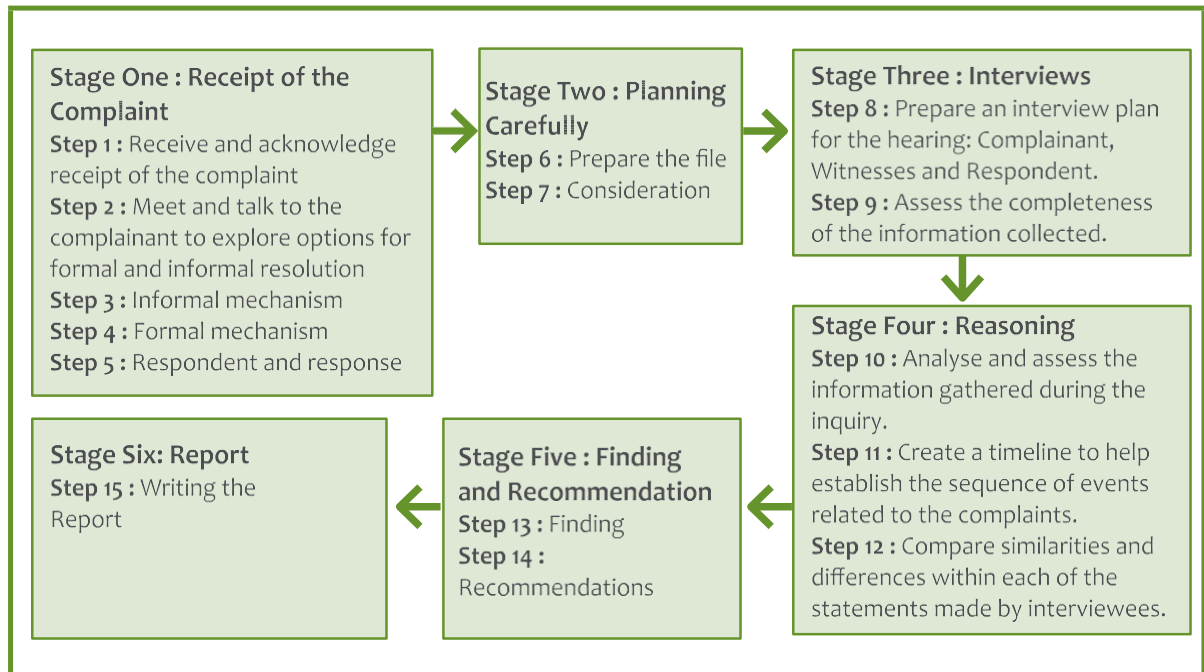 Stage One : Receipt of the
Complaint
Step 1 : Receive and acknowledge
receipt of the complaint
Step 2 : Meet and talk to the
complainant to explore options for
formal and informal resolution
Step 3 : Informal mechanism
Step 4 : Formal mechanism
Step 5 : Respondent and response
Stage Two : Planning
Carefully
Step 6 : Prepare the file
Step 7 : Consideration
Stage Three : Interviews
Step 8 : Prepare an interview plan
for the hearing: Complainant,
Witnesses and Respondent.
Step 9 : Assess the completeness
of the information collected.
Stage Four : Reasoning
Step 10 : Analyse and assess the
information gathered during the
inquiry.
Step 11 : Create a timeline to help
establish the sequence of events
related to the complaints.
Step 12 : Compare similarities and
differences within each of the
statements made by interviewees.
Stage Five : Finding
and Recommendation
Step 13 : Finding
Step 14 :
Recommendations
Stage Six: Report
Step 15 : Writing the
Report